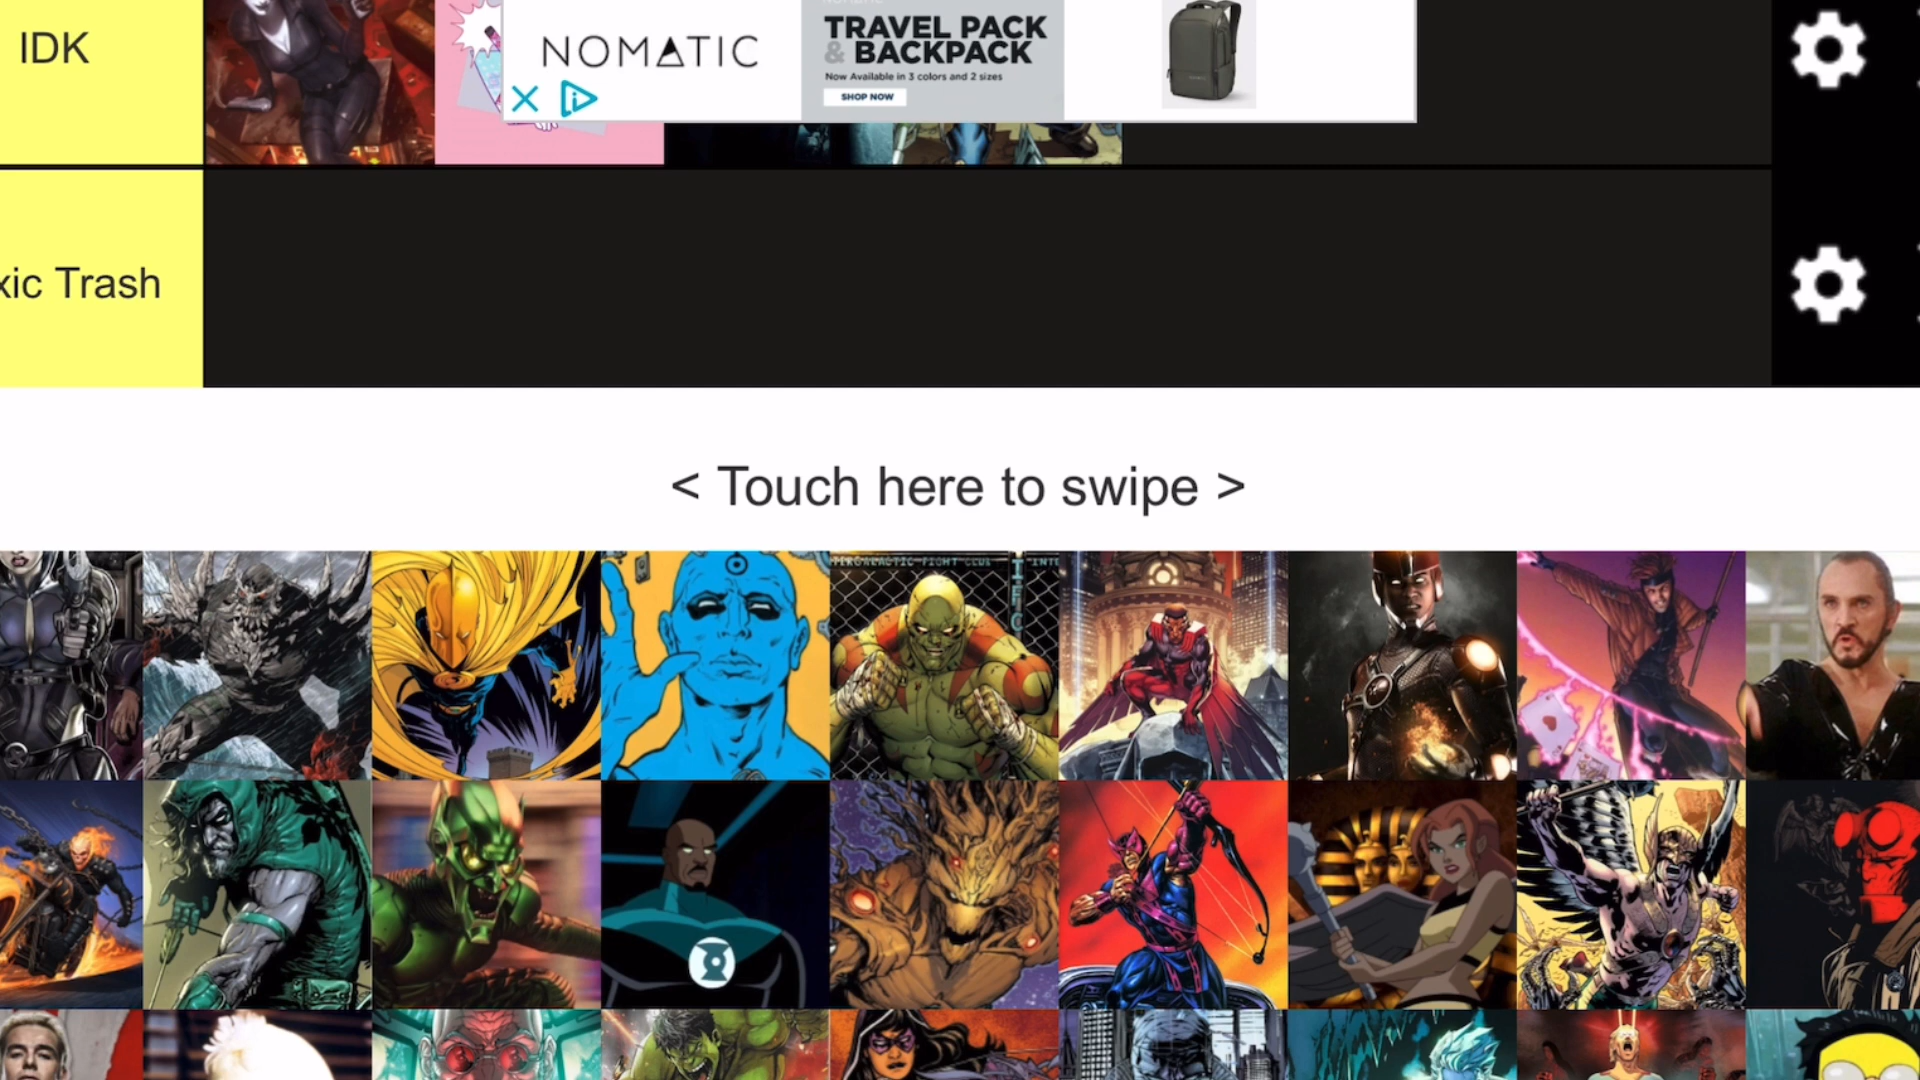 IDK
NOMATIC
TRAVEL PACK
& BACKPACK
Now Available in 3 colors and 2 sizes
SHOP NOW
xic Trash
< Touch here to swipe >